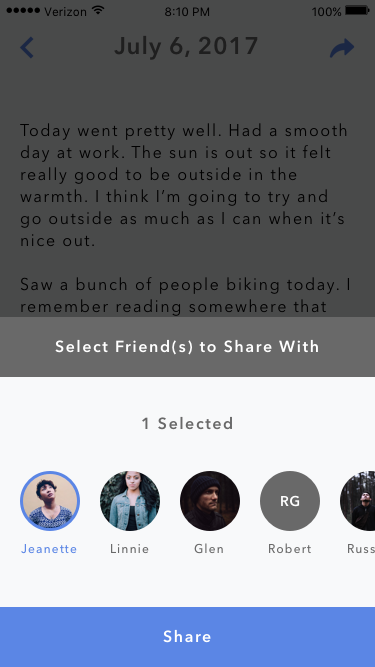 Verizon 8:10 PM 100%
July 6, 2017
Today went pretty well. Had a smooth
day at work. The sun is out so it felt
really good to be outside in the
warmth. I think I’m going to try and
go outside as much as I can when it’s
nice out.
Saw a bunch of people biking today. I
remember reading somewhere that
Select Friend(s) to Share With
1 Selected
RG
Jeanette Linnie Glen Robert Russ
Share